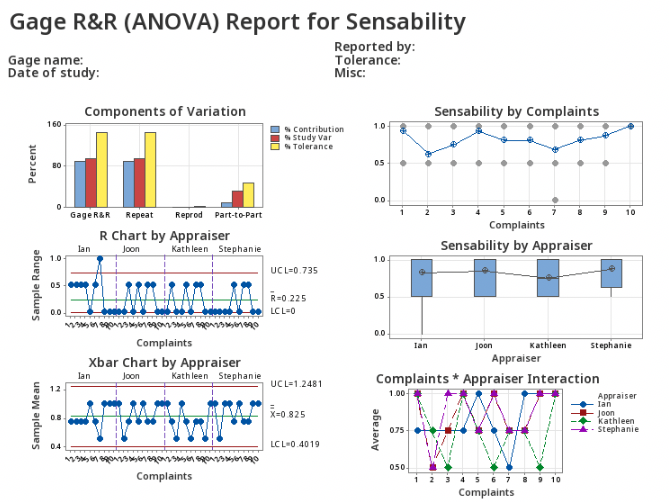 Gage R&R (ANOVA) Report for Sensability
Reported by:
Gage name:
Tolerance:
Date of study:
Misc:
Components of Variation
160
80
0
Percent
Gage R&R Repeat Reprod Part-to-Part
% Contribution
% Study Var
% Tolerance
Sensability by Complaints
1.0
0.5
0.0
1 2 3 4 5 6 7 8 9 10
Complaints
R Chart by Appraiser
Ian Joon Kathleen Stephanie
1.0
0.5
0.0
Sample Range
UCL=0.735
R=0.225
LCL=0
Complaints
Sensability by Appraiser
1.0
0.5
0.0
Ian Joon Kathleen Stephanie
Appraiser
Xbar Chart by Appraiser
Ian Joon Kathleen Stephanie
1.2
0.8
0.4
Sample Mean
UCL=1.2481
X=0.825
LCL=0.4019
Complaints
Complaints * Appraiser Interaction
1.00
0.75
0.50
Average
1 2 3 4 5 6 7 8 9 10
Complaints
Appraiser
Ian
Joon
Kathleen
Stephanie